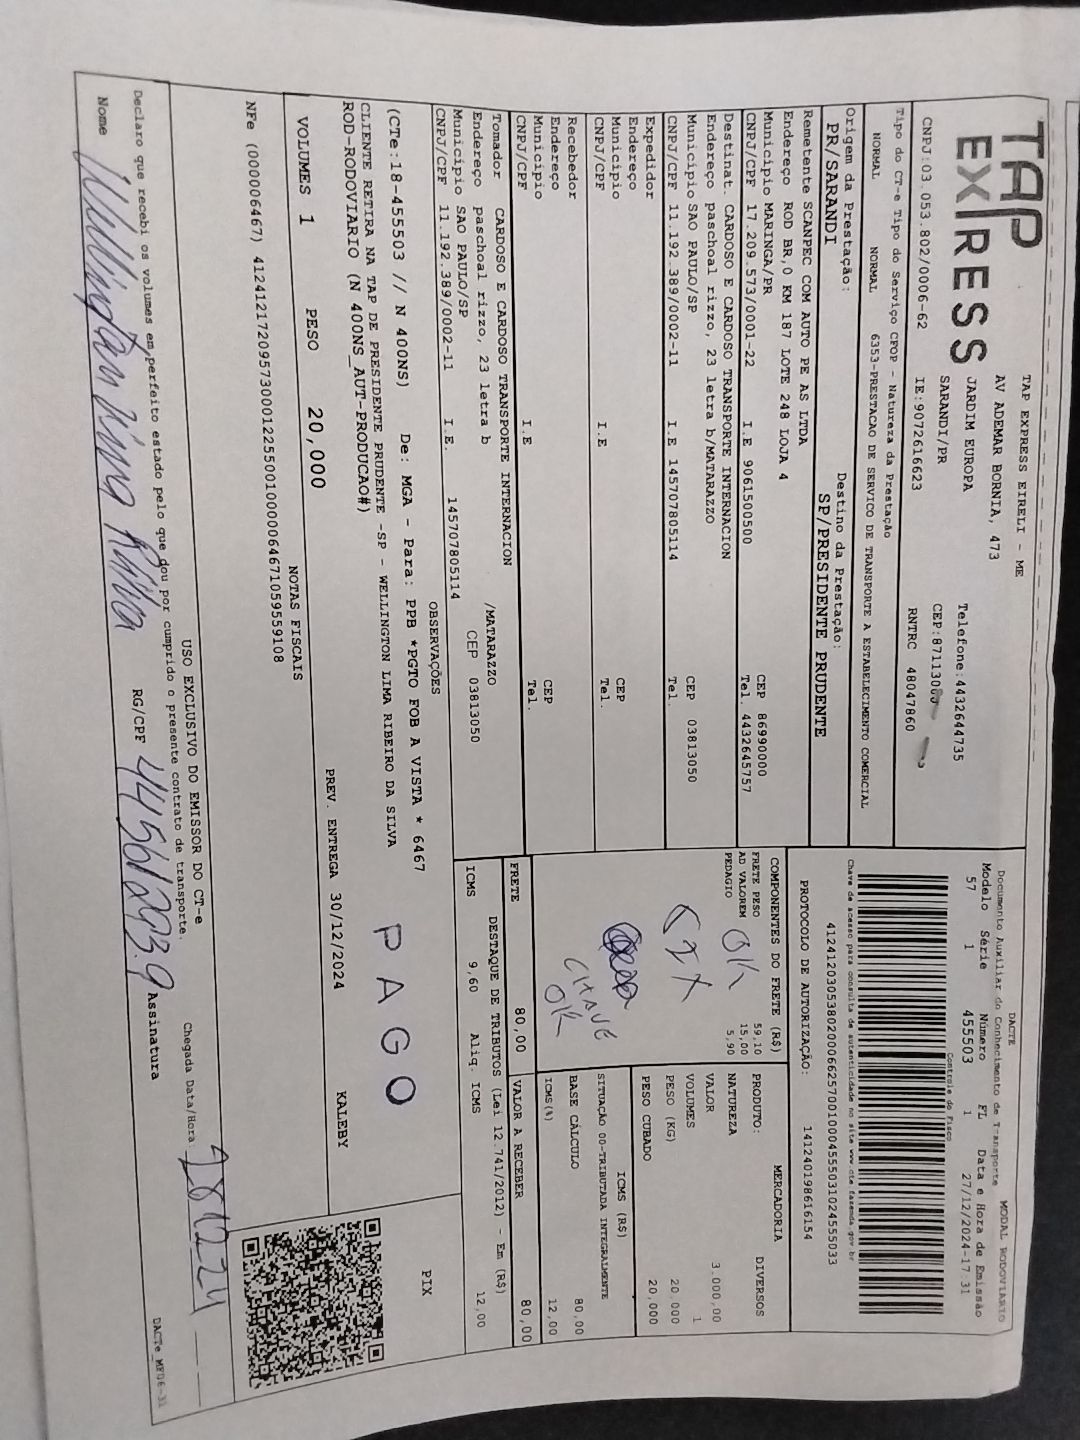 TAP EXPRESS
TAP EXPRESS EIRELI - ME
AV ADEMAR BORNIA, 473
JARDIM EUROPA Telefone:4432644735
SARANDI/PR
CNPJ:03.053.802/0006-62 IE:9072616623 RNTRC 48047860
Tipo do CT-e Tipo do Serviço CFOP - Natureza da Prestação
NORMAL NORMAL 6353-PRESTACAO DE SERVICO DE TRANSPORTE A ESTABELECIMENTO COMERCIAL
Origem da Prestação: Destino da Prestação:
PR/SARANDI SP/PRESIDENTE PRUDENTE
Remetente SCANPEC COM AUTO PE AS LTDA
Endereço ROD BR,0 KM 187 LOTE 248 LOJA 4 CEP 86990000
Município MARINGA/PR Tel. 4432645757
CNPJ/CPF 17.209.573/0001-22 I.E 9061500500
Destinat. CARDOSO E CARDOSO TRANSPORTE INTERNACION
Endereço paschoal rizzo, 23 letra b/MATARAZZO
Município SAO PAULO/SP CEP 03813050
CNPJ/CPF 11.192.389/0002-11 I.E 145707805114 Tel.
Expedidor
Endereço
Município CEP
CNPJ/CPF I.E Tel.
Recebedor
Endereço
Município CEP
CNPJ/CPF I.E Tel.
Tomador CARDOSO E CARDOSO TRANSPORTE INTERNACION
Endereço paschoal rizzo, 23 letra b /MATARAZZO
Município SAO PAULO/SP CEP 03813050
CNPJ/CPF 11.192.389/0002-11 I.E. 145707805114
DACTE MODAL RODOVIARIO
Documento Auxiliar do Conhecimento de Transporte
Modelo Série Número FL Data e Hora de Emissão
57 1 455503 1 27/12/2024-17:31
Controle do Fisco
Chave de acesso para consulta de autenticidade no site www.cte.fazenda.gov.br
41241203053802000662570010004555031024555033
PROTOCOLO DE AUTORIZAÇÃO: 141240198616154
COMPONENTES DO FRETE (R$)
FRETE PESO 59,10
AD VALOREM 15,00
PEDAGIO 5,90
OK
CHAVE
OK
MERCADORIA
PRODUTO: DIVERSOS
NATUREZA
VALOR 3.000,00
VOLUMES 1
PESO (KG) 20,000
PESO CUBADO 20,000
ICMS (R$)
SITUAÇÃO 00-TRIBUTADA INTEGRALMENTE
BASE CÁLCULO 80,00
ICMS(%) 12,00
FRETE 80,00 VALOR A RECEBER 80,00
DESTAQUE DE TRIBUTOS (Lei 12.741/2012) - Em (R$)
ICMS 9,60 Aliq. ICMS 12,00
OBSERVAÇÕES
(CTe:18-455503 // N 400NS) De: MGA - Para: PPB *PGTO FOB A VISTA * 6467
CLIENTE RETIRA NA TAP DE PRESIDENTE PRUDENTE -SP - WELLINGTON LIMA RIBEIRO DA SILVA
ROD-RODOVIARIO (N 400NS_AUT-PRODUCAO#)
PAGO
PIX
VOLUMES 1 PESO 20,000 PREV. ENTREGA 30/12/2024 KALEBY
NOTAS FISCAIS
NFe (000006467) 41241217209573000122550010000064671059559108
USO EXCLUSIVO DO EMISSOR DO CT-e
Declaro que recebi os volumes em perfeito estado pelo que dou por cumprido o presente contrato de transporte.
Chegada Data/Hora 28 12 24
Nome Wellington Lima RG/CPF Assinatura
DACTe_MFD6-31